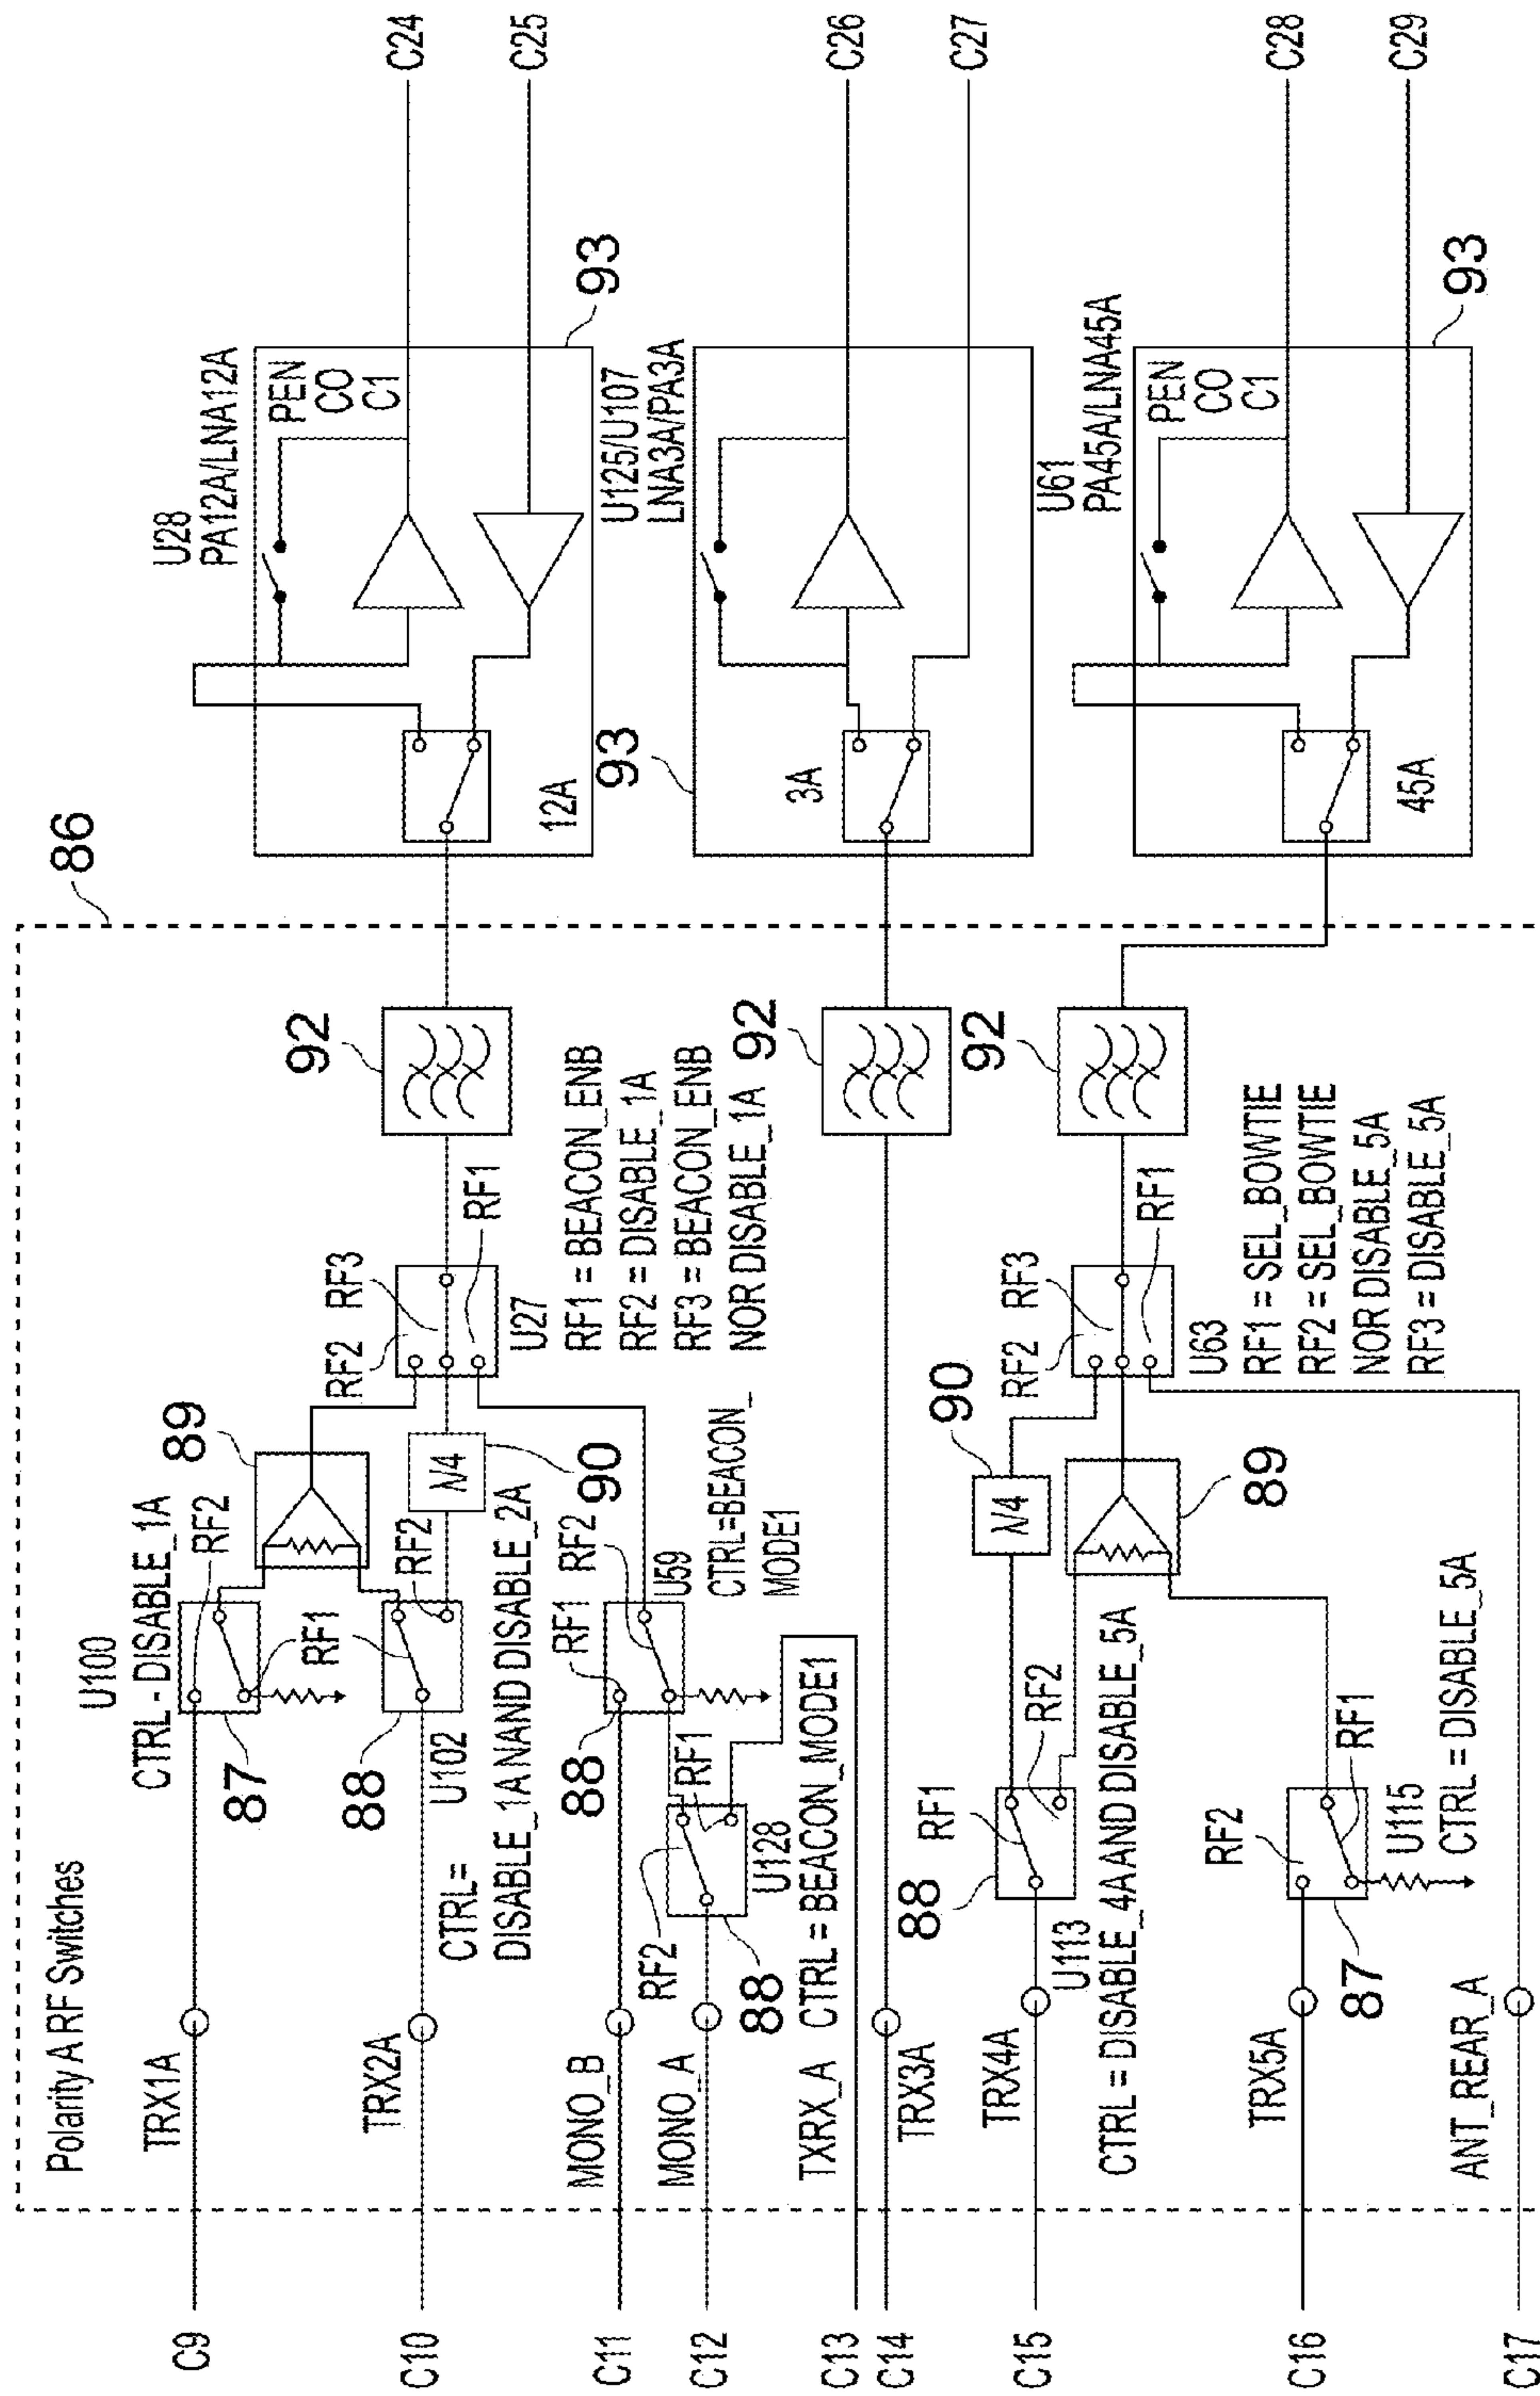 86
Polarity A RF Switches
C9
TRX1A
U100
CTRL - DISABLE_1A
RF2
RF1
87
89
C10
TRX2A
88
U102
CTRL=
DISABLE_1A NAND DISABLE_2A
RF2
λ/4
90
RF2 RF3
RF1
U27
RF1 = BEACON_ENB
RF2 = DISABLE_1A
RF3 = BEACON_ENB
NOR DISABLE_1A
92
U28
PA12A/LNA12A
PEN
CO
C1
12A
93
C24
C25
C11
MONO_B
88
RF1 RF2
U59
CTRL=BEACON_
MODE1
C12
MONO_A
RF2
RF1
88
U128
CTRL = BEACON_MODE1
C13
TXRX_A
C14
TRX3A
92
93
3A
U125/U107
LNA3A/PA3A
C26
C27
C15
TRX4A
U113
88
RF1
RF2
CTRL = DISABLE_4A AND DISABLE_5A
90
λ/4
89
RF2 RF3
RF1
U63
RF1 = SEL_BOWTIE
RF2 = SEL_BOWTIE
NOR DISABLE_5A
RF3 = DISABLE_5A
92
U61
PA45A/LNA45A
PEN
CO
C1
45A
93
C28
C29
C16
TRX5A
87
RF2
RF1
U115
CTRL = DISABLE_5A
C17
ANT_REAR_A